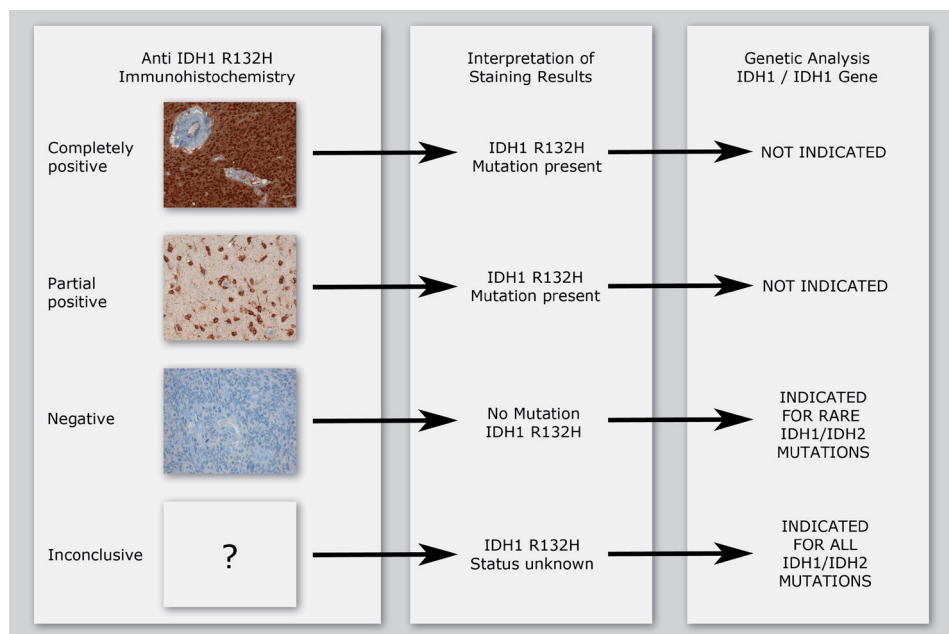 Anti IDH1 R132H
Immunohistochemistry
Interpretation of
Staining Results
Genetic Analysis
IDH1 / IDH1 Gene
Completely
positive
IDH1 R132H
Mutation present
NOT INDICATED
Partial
positive
IDH1 R132H
Mutation present
NOT INDICATED
Negative
No Mutation
IDH1 R132H
INDICATED
FOR RARE
IDH1/IDH2
MUTATIONS
Inconclusive
?
IDH1 R132H
Status unknown
INDICATED
FOR ALL
IDH1/IDH2
MUTATIONS